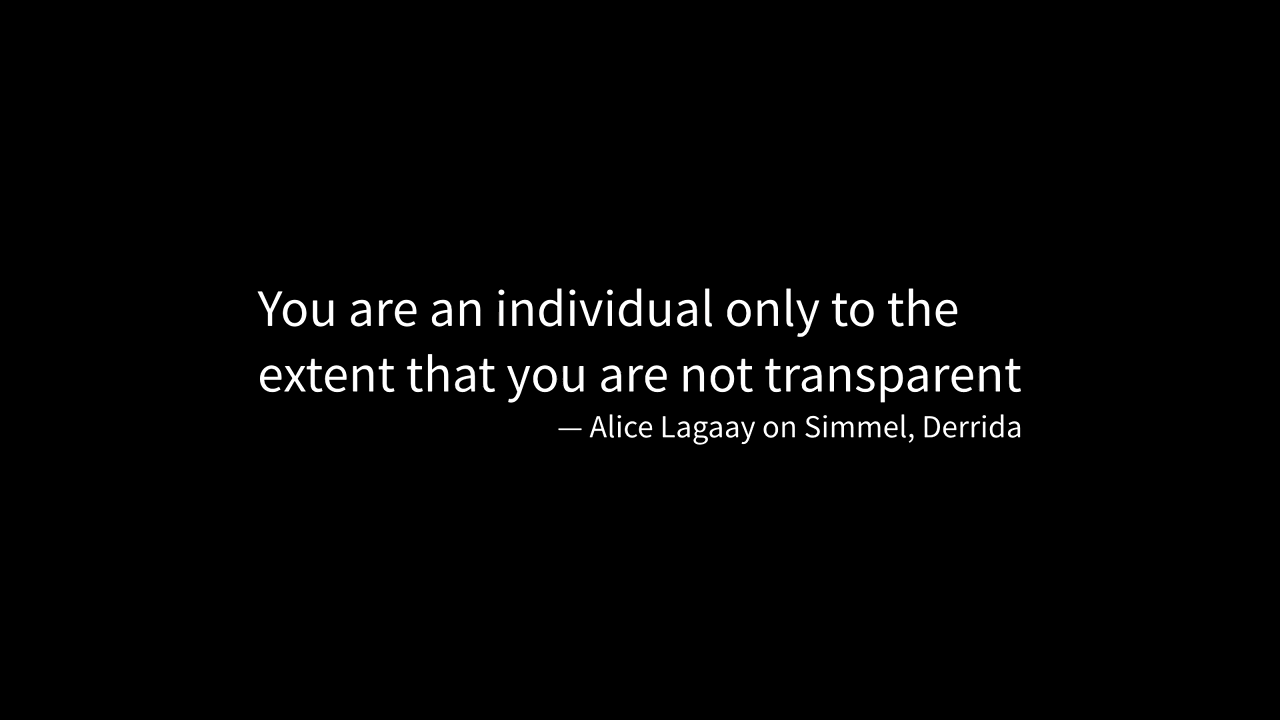 You are an individual only to the
extent that you are not transparent
— Alice Lagaay on Simmel, Derrida